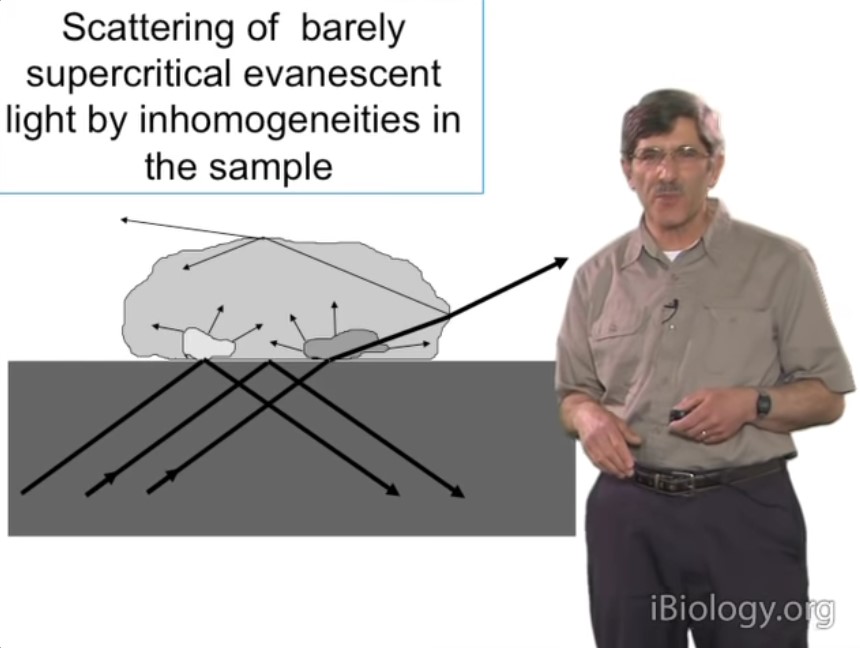 Scattering of barely
supercritical evanescent
light by inhomogeneities in
the sample
iBiology.org